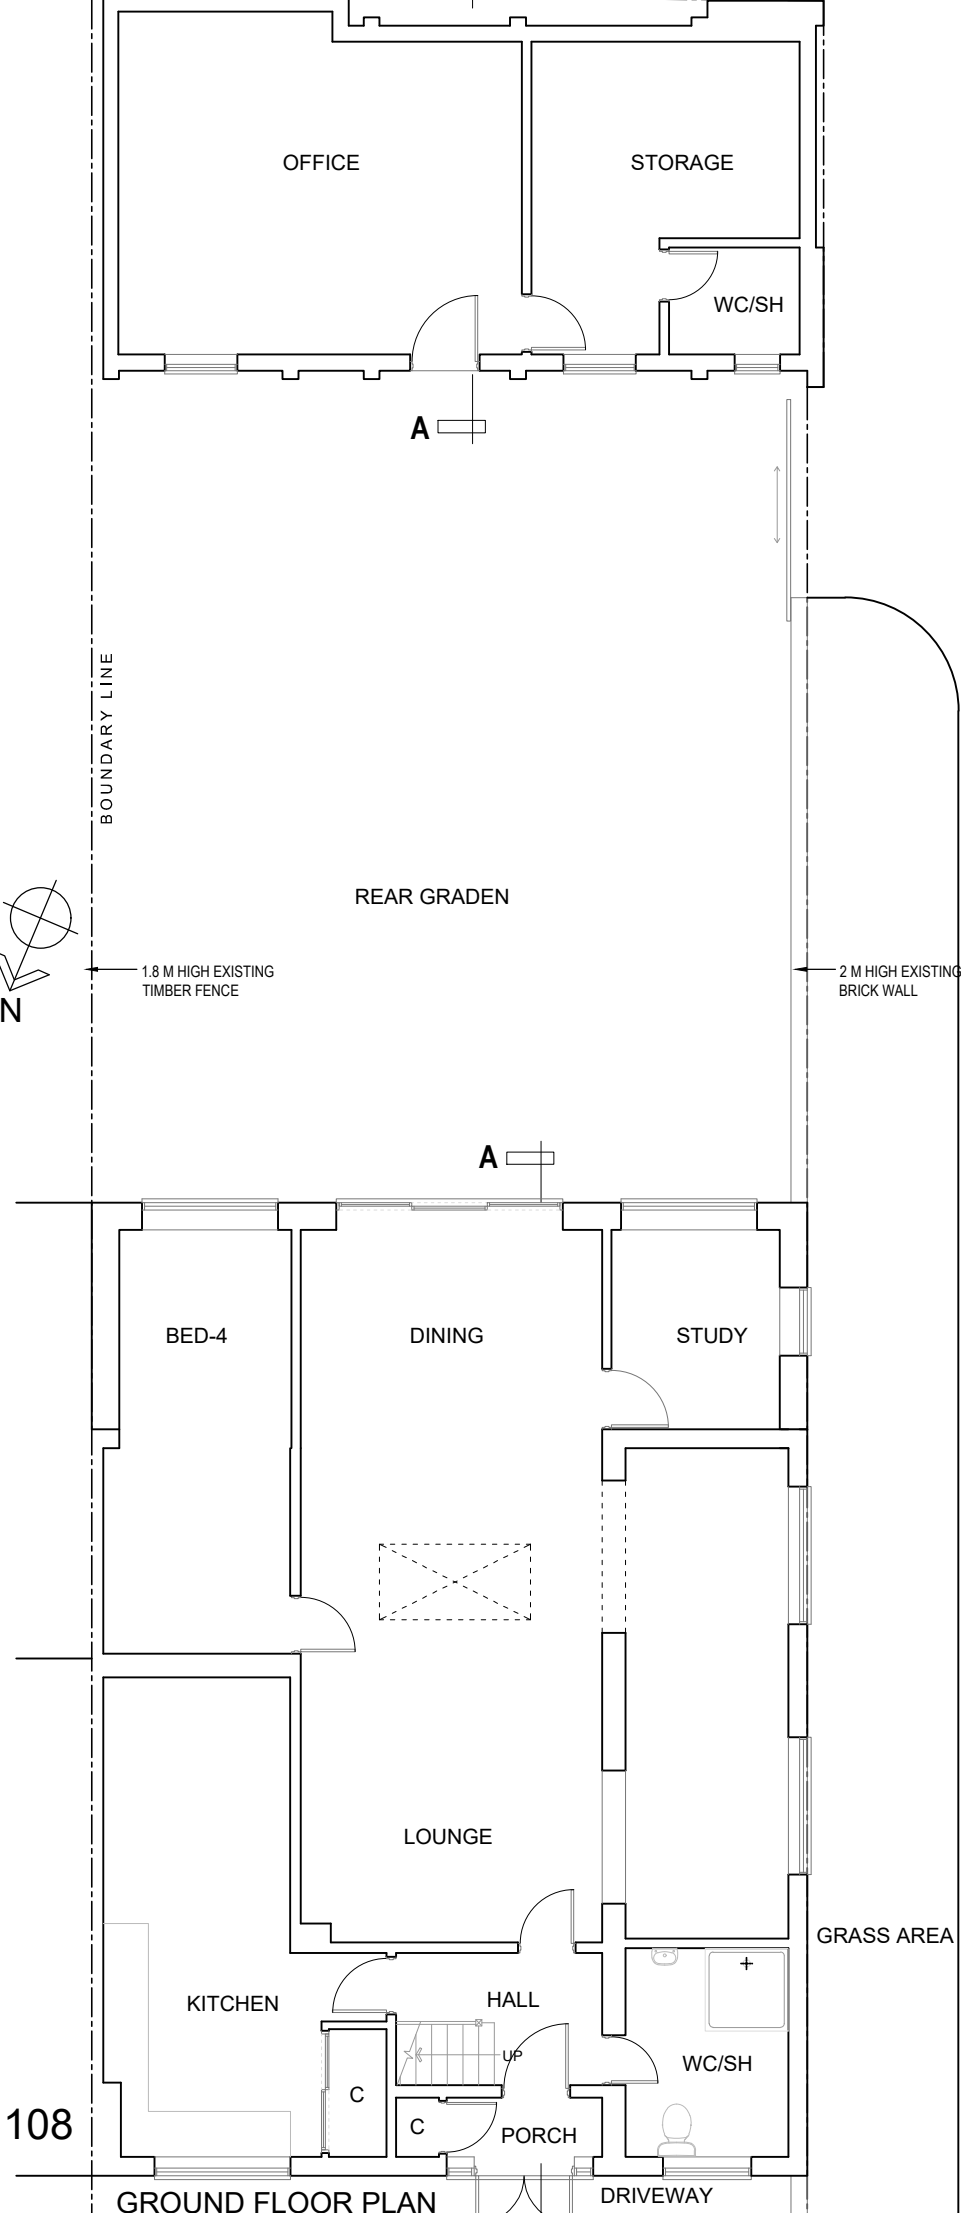 OFFICE
STORAGE
WC/SH
A
BOUNDARY LINE
REAR GRADEN
1.8 M HIGH EXISTING
TIMBER FENCE
2 M HIGH EXISTING
BRICK WALL
N
A
BED-4
DINING
STUDY
LOUNGE
GRASS AREA
KITCHEN
HALL
UP
WC/SH
C
C
PORCH
108
GROUND FLOOR PLAN
DRIVEWAY